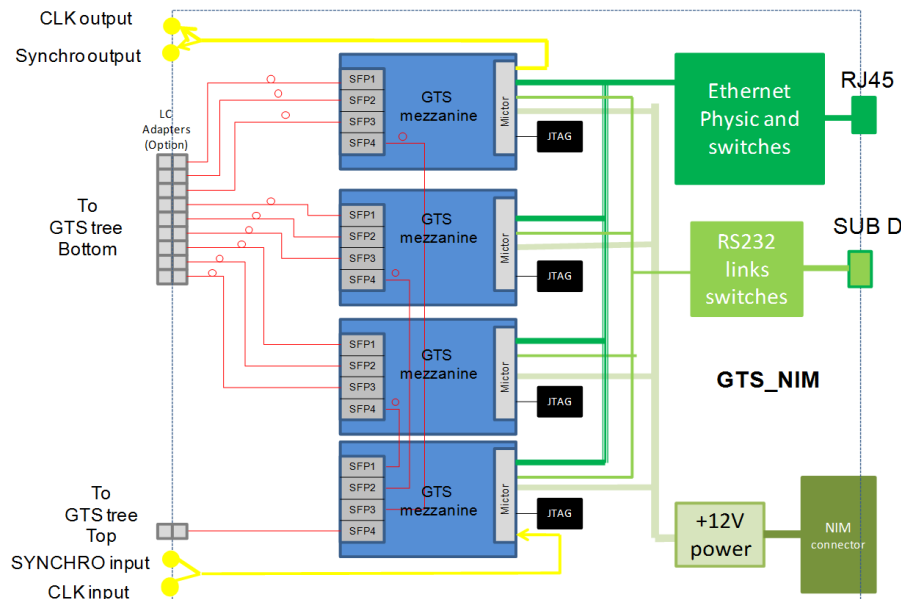 CLK output
Synchro output
LC
Adapters
(Option)
To
GTS tree
Bottom
To
GTS tree
Top
SYNCHRO input
CLK input
SFP1
SFP2
SFP3
SFP4
GTS
mezzanine
Mictor
JTAG
SFP1
SFP2
SFP3
SFP4
GTS
mezzanine
Mictor
JTAG
SFP1
SFP2
SFP3
SFP4
GTS
mezzanine
Mictor
JTAG
SFP1
SFP2
SFP3
SFP4
GTS
mezzanine
Mictor
JTAG
Ethernet
Physic and
switches
RJ45
RS232
links
switches
SUB D
GTS_NIM
+12V
power
NIM
connector